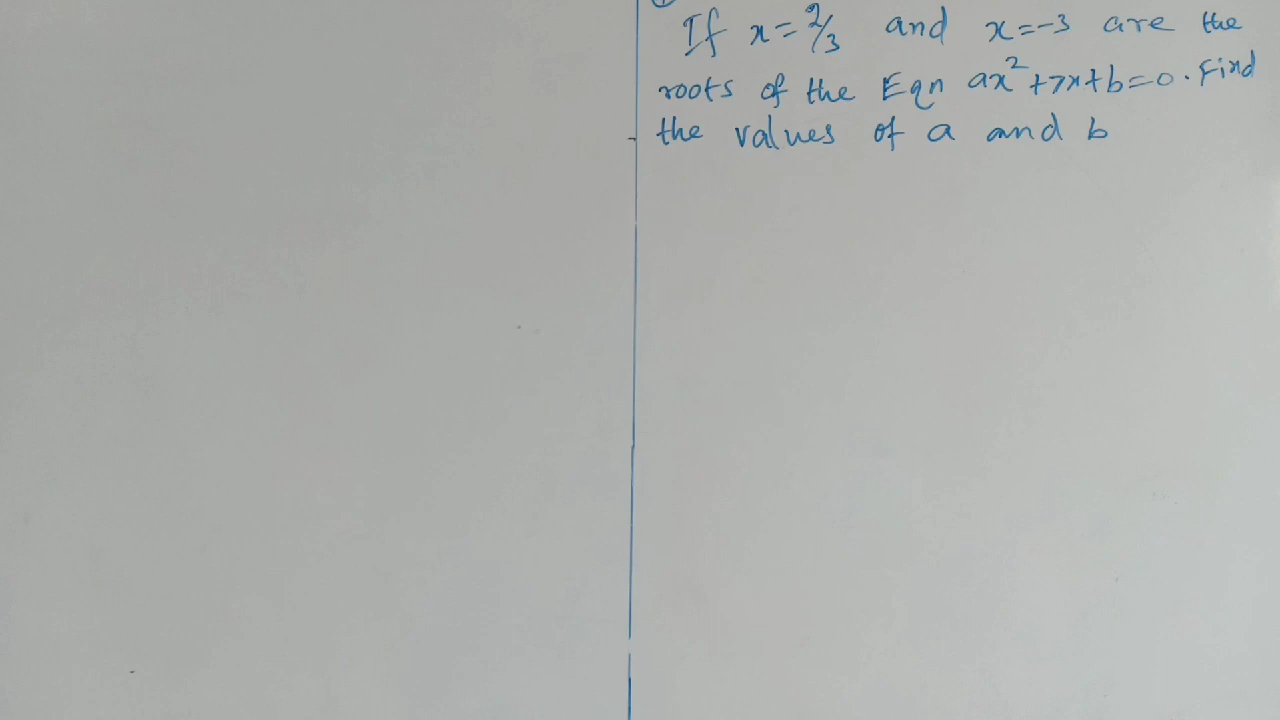 If x = 2/3 and x = -3 are the
roots of the Eqn ax² + 7x + b = 0. Find
the values of a and b